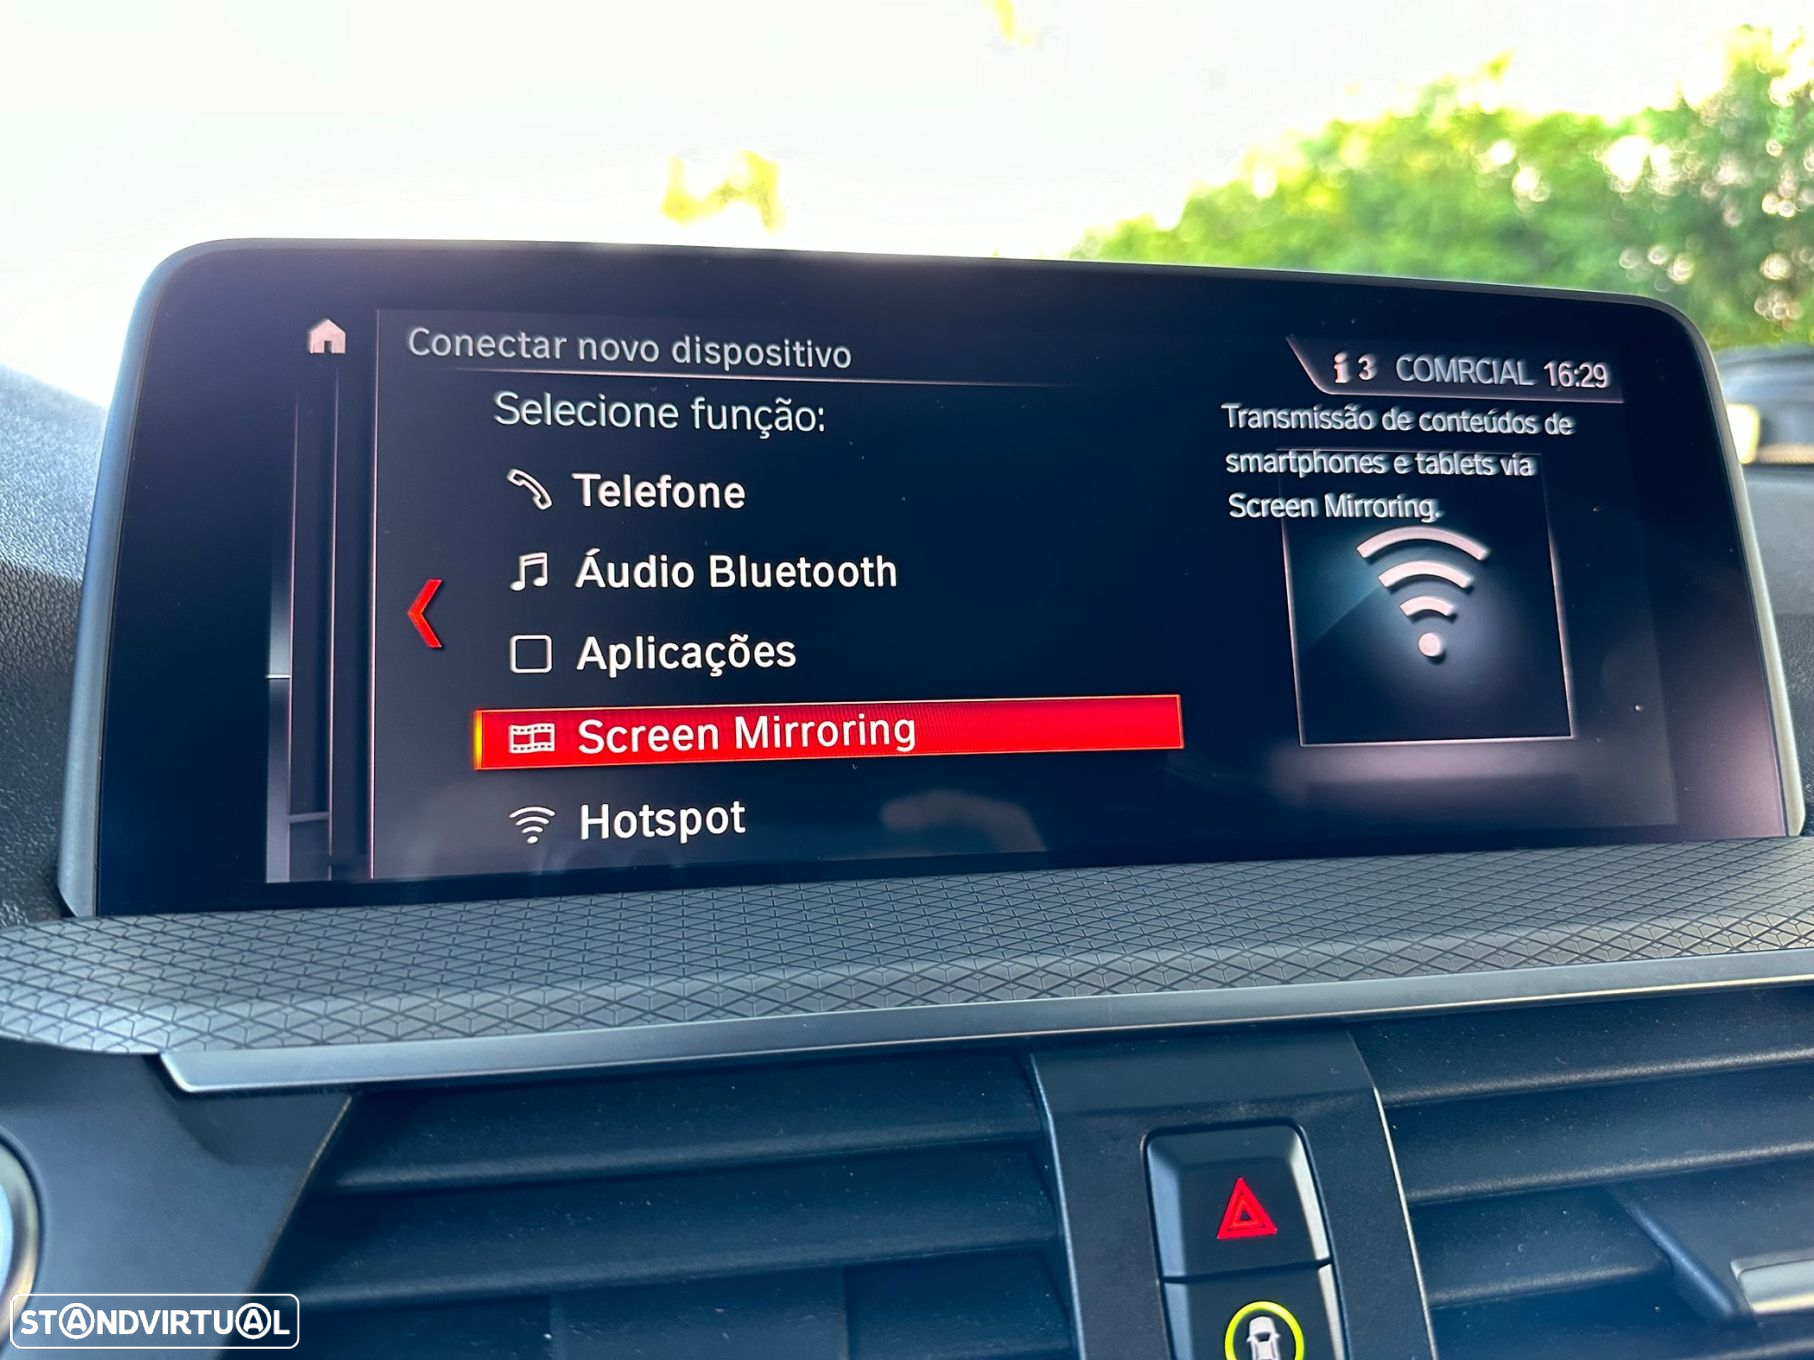 Conectar novo dispositivo
i 3 COMRCIAL 16:29
Selecione função:
Telefone
Áudio Bluetooth
Aplicações
Screen Mirroring
Hotspot
Transmissão de conteúdos de
smartphones e tablets via
Screen Mirroring.
STANDVIRTUAL